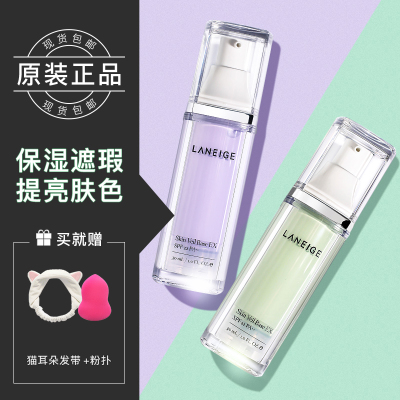 现货包邮
原装正品
现货包邮
保湿遮瑕
提亮肤色
买就赠
猫耳朵发带+粉扑
LANEIGE
Skin Veil Base EX
LANEIGE
Skin Veil Base EX